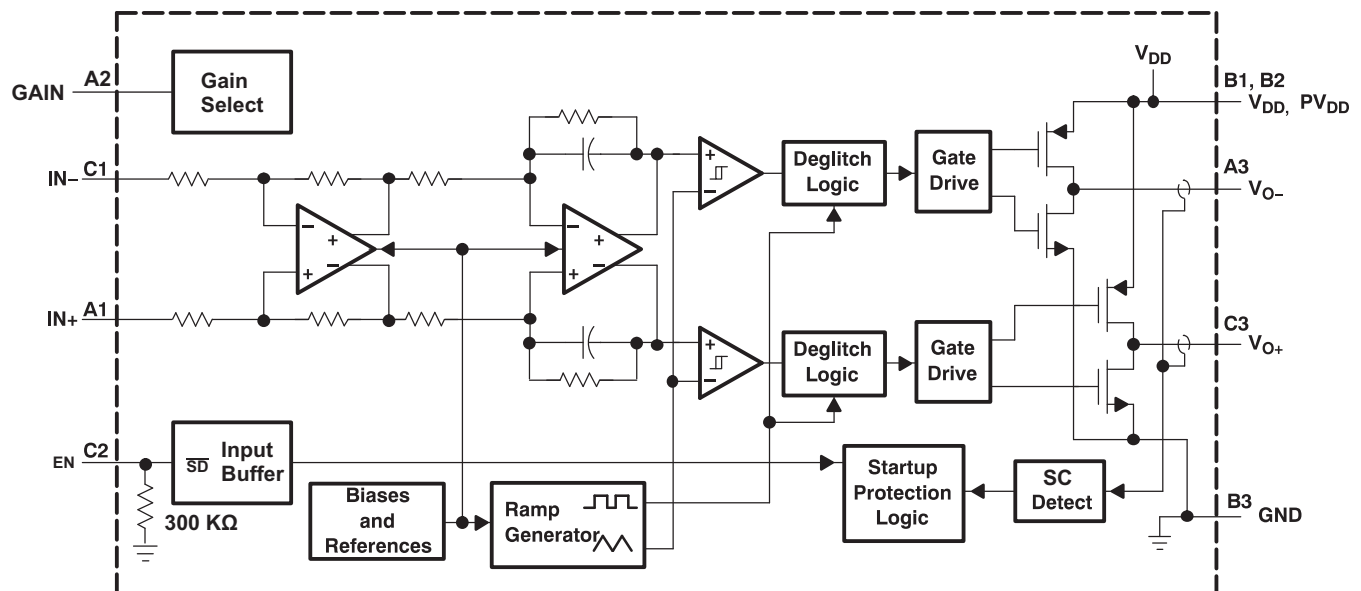 V_DD
A2
GAIN
Gain
Select
B1, B2
V_DD, PV_DD
IN– C1
+
–
Deglitch
Logic
Gate
Drive
A3
V_O–
–
+
–
+
–
+
–
+
IN+ A1
+
–
Deglitch
Logic
Gate
Drive
C3
V_O+
EN C2
SD Input
Buffer
300 KΩ
Biases
and
References
Ramp
Generator
Startup
Protection
Logic
SC
Detect
B3 GND